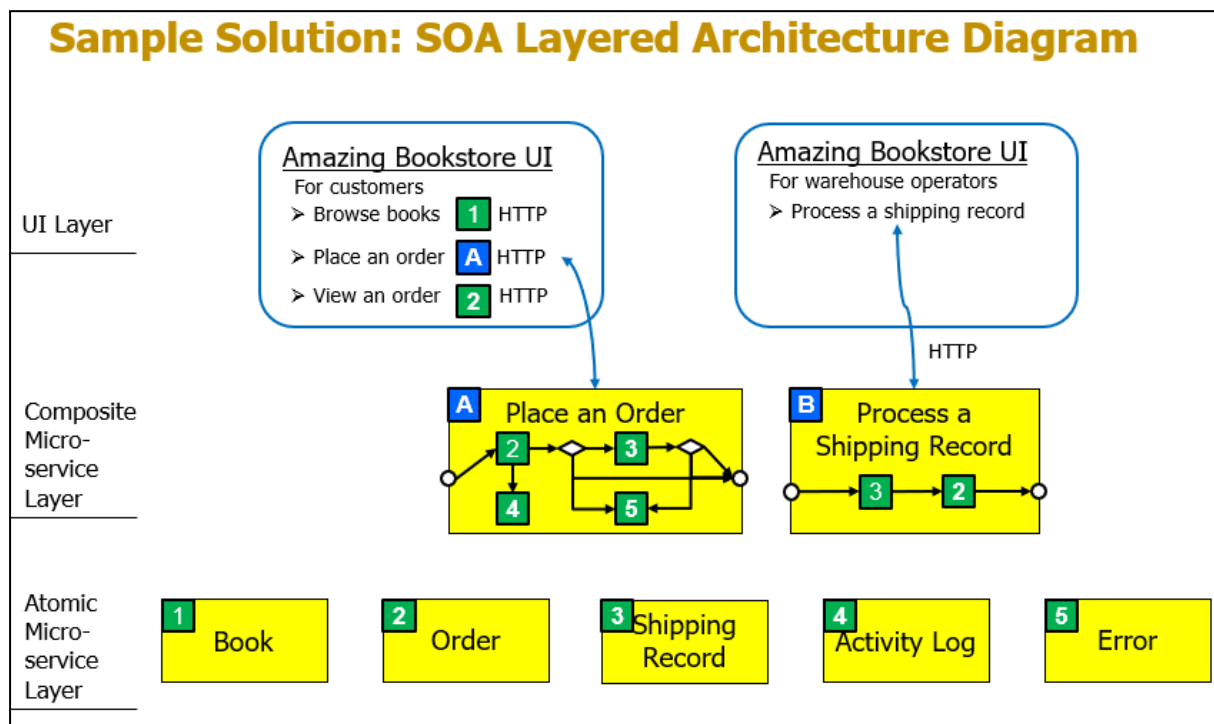 Sample Solution: SOA Layered Architecture Diagram
Amazing Bookstore UI
For customers
➢ Browse books 1 HTTP
➢ Place an order A HTTP
➢ View an order 2 HTTP
Amazing Bookstore UI
For warehouse operators
➢ Process a shipping record
UI Layer
HTTP
Composite
Micro-
service
Layer
A Place an Order
2 3
4 5
B Process a
Shipping Record
3 2
Atomic
Micro-
service
Layer
1 Book
2 Order
3 Shipping
Record
4 Activity Log
5 Error